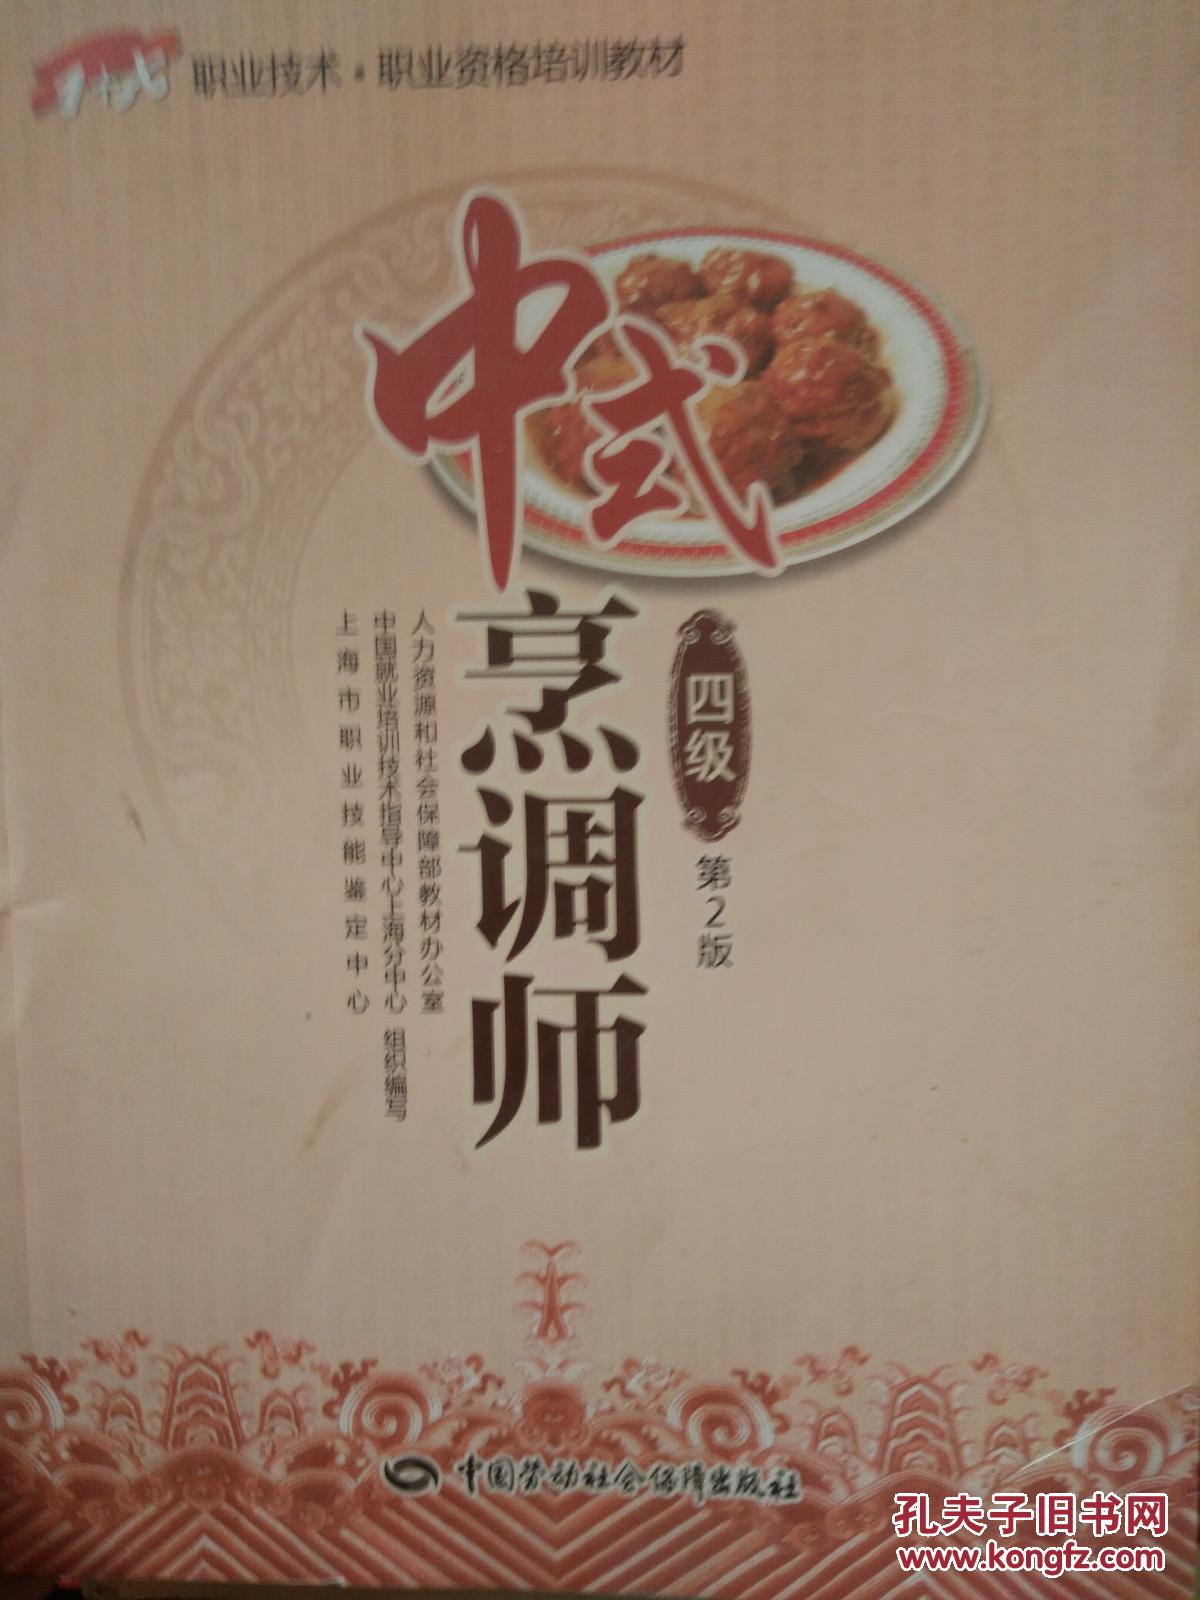 1+X 职业技术·职业资格培训教材
中式
烹调师
四级
第2版
人力资源和社会保障部教材办公室
中国就业培训技术指导中心上海分中心 组织编写
上海市职业技能鉴定中心
中国劳动社会保障出版社
孔夫子旧书网
www.kongfz.com